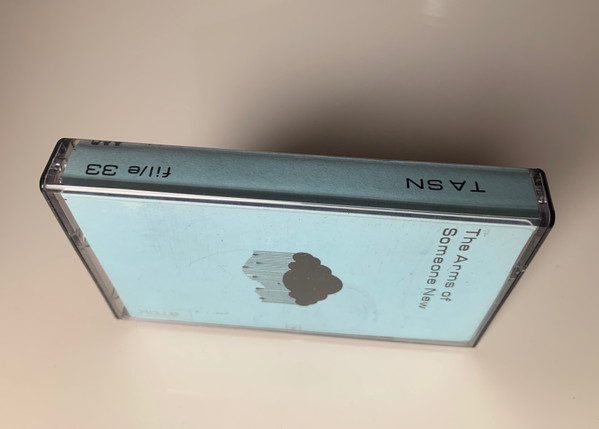 TASN
fil/e 33
The Arms of
Someone New